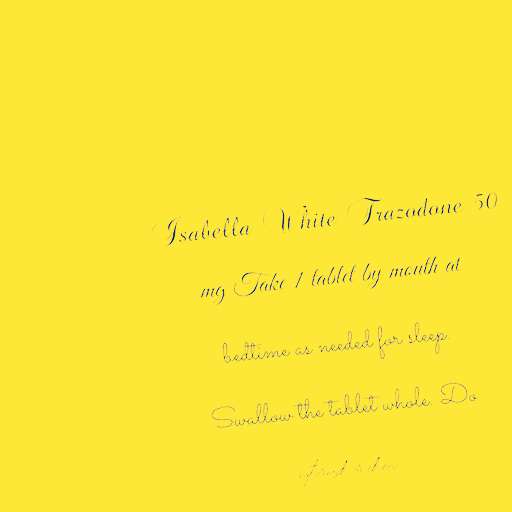 Isabella White Trazodone 50
mg Take 1 tablet by mouth at
bedtime as needed for sleep.
Swallow the tablet whole. Do